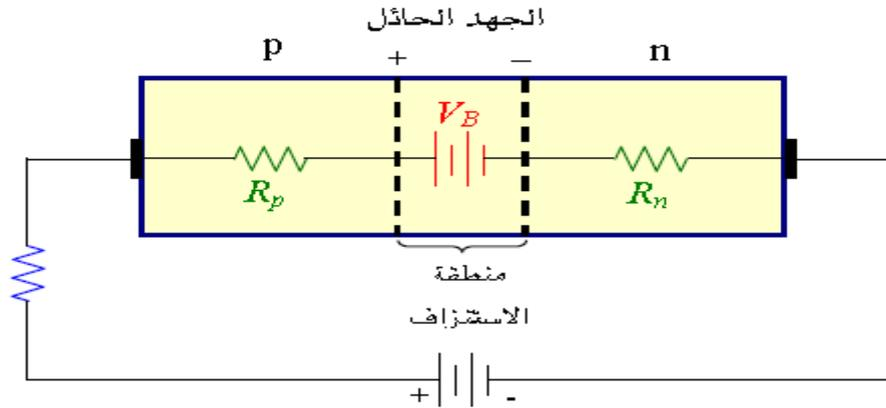 الجهد الحائل
p + - n
V_B
R_p R_n
منطقة
الاستنزاف
+ -